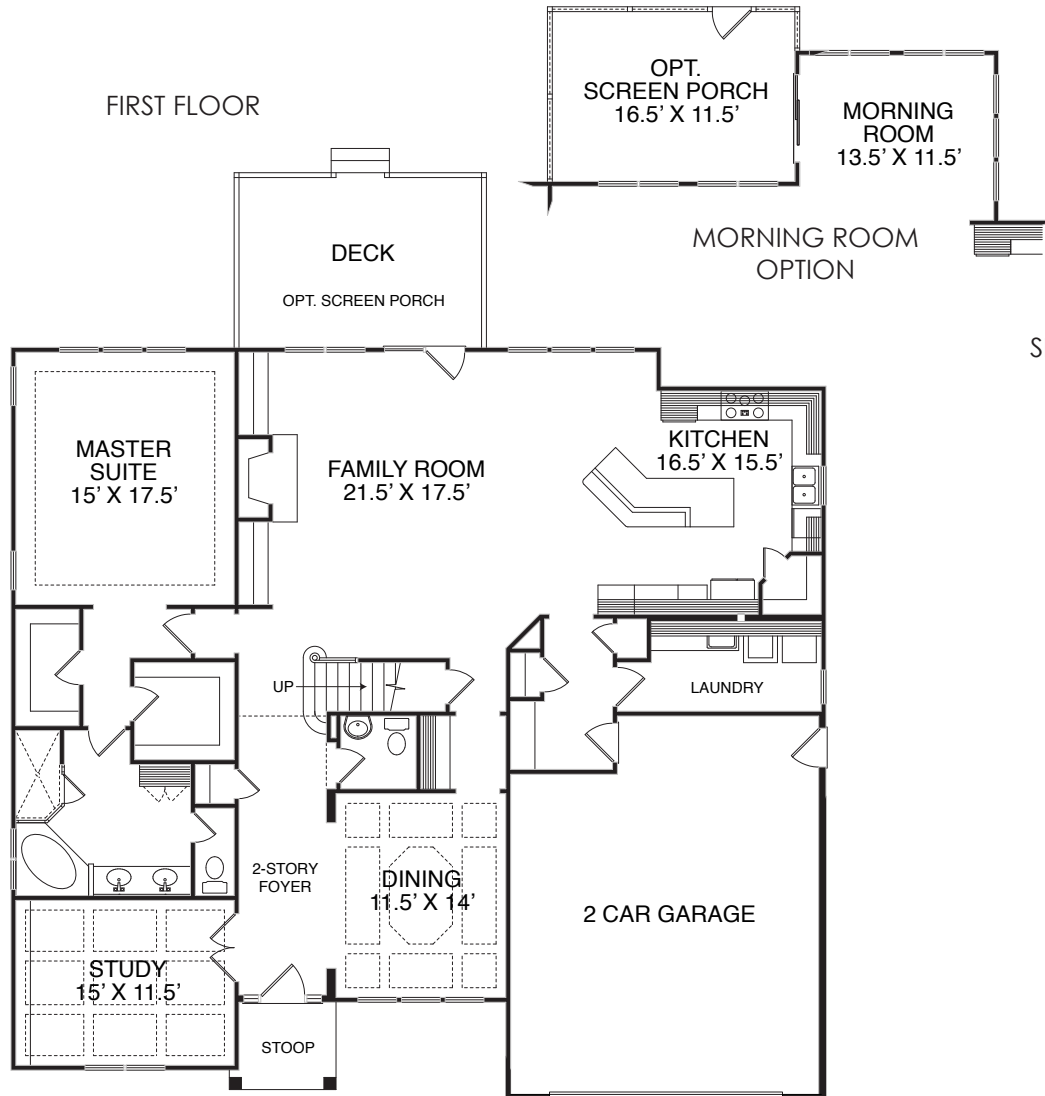 FIRST FLOOR
OPT.
SCREEN PORCH
16.5’ X 11.5’
MORNING
ROOM
13.5’ X 11.5’
MORNING ROOM
OPTION
S
DECK
OPT. SCREEN PORCH
MASTER
SUITE
15’ X 17.5’
FAMILY ROOM
21.5’ X 17.5’
KITCHEN
16.5’ X 15.5’
UP
LAUNDRY
2-STORY
FOYER
DINING
11.5’ X 14’
2 CAR GARAGE
STUDY
15’ X 11.5’
STOOP